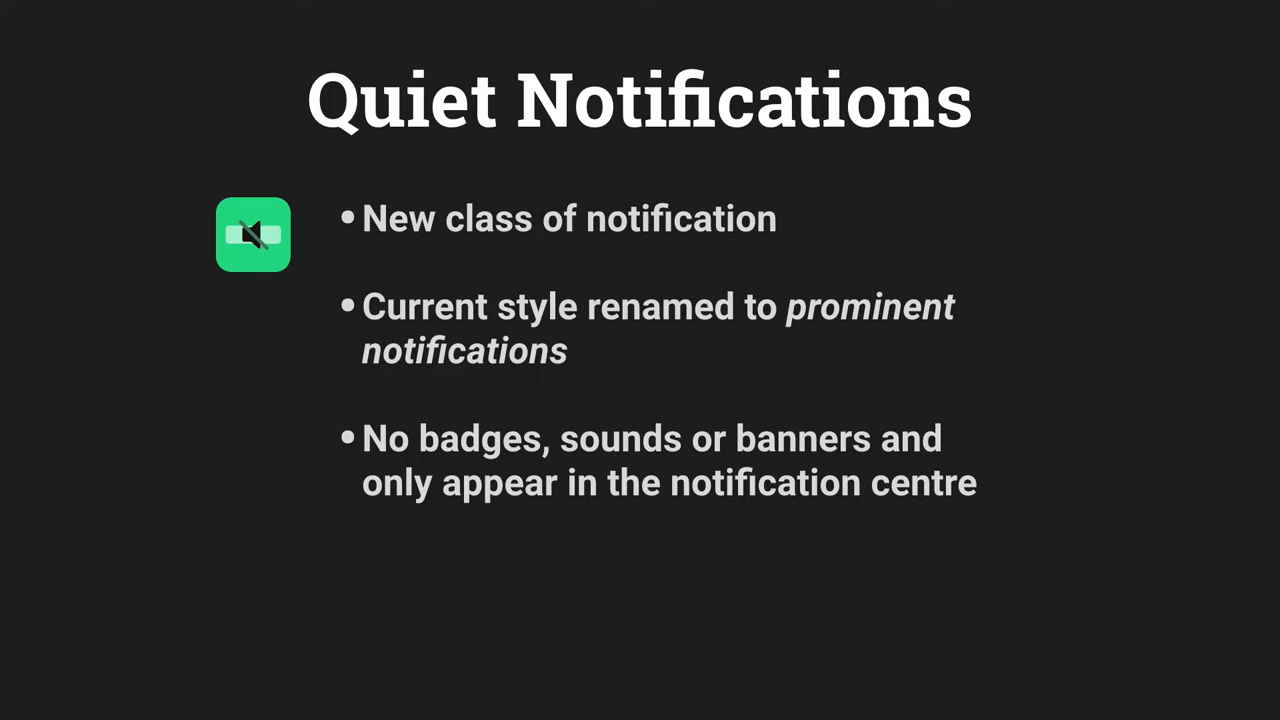 Quiet Notifications
• New class of notification
• Current style renamed to prominent
notifications
• No badges, sounds or banners and
only appear in the notification centre